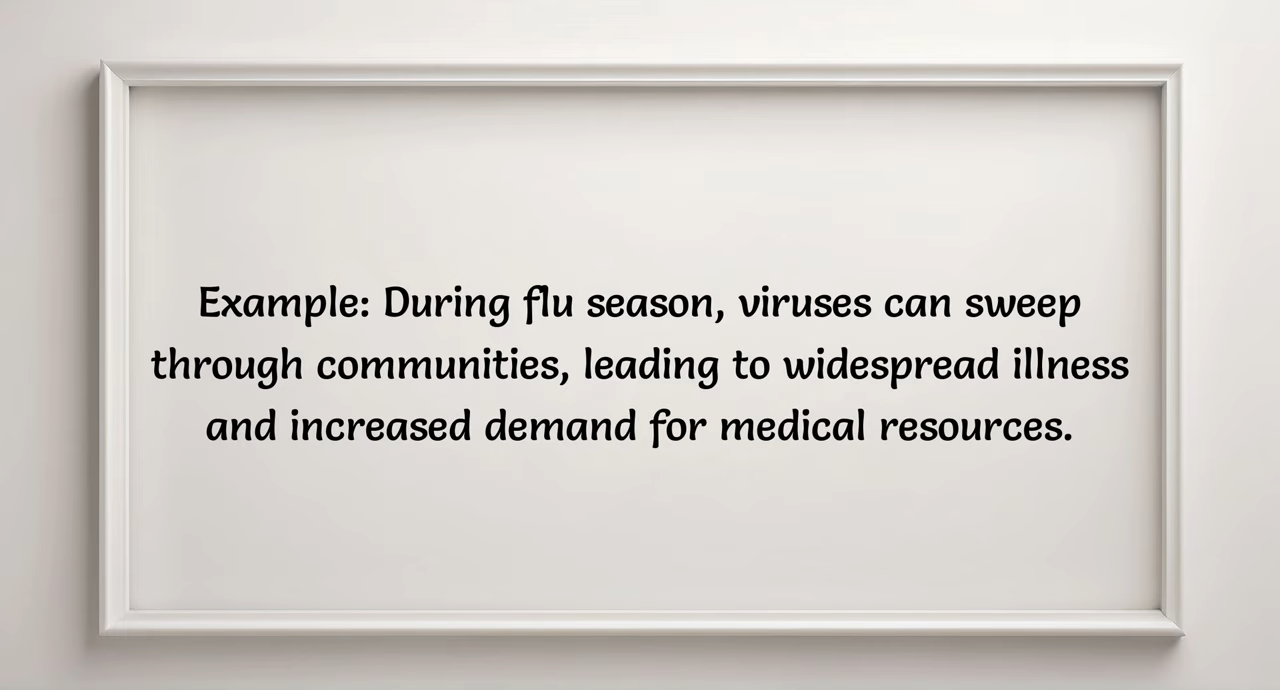 Example: During flu season, viruses can sweep
through communities, leading to widespread illness
and increased demand for medical resources.